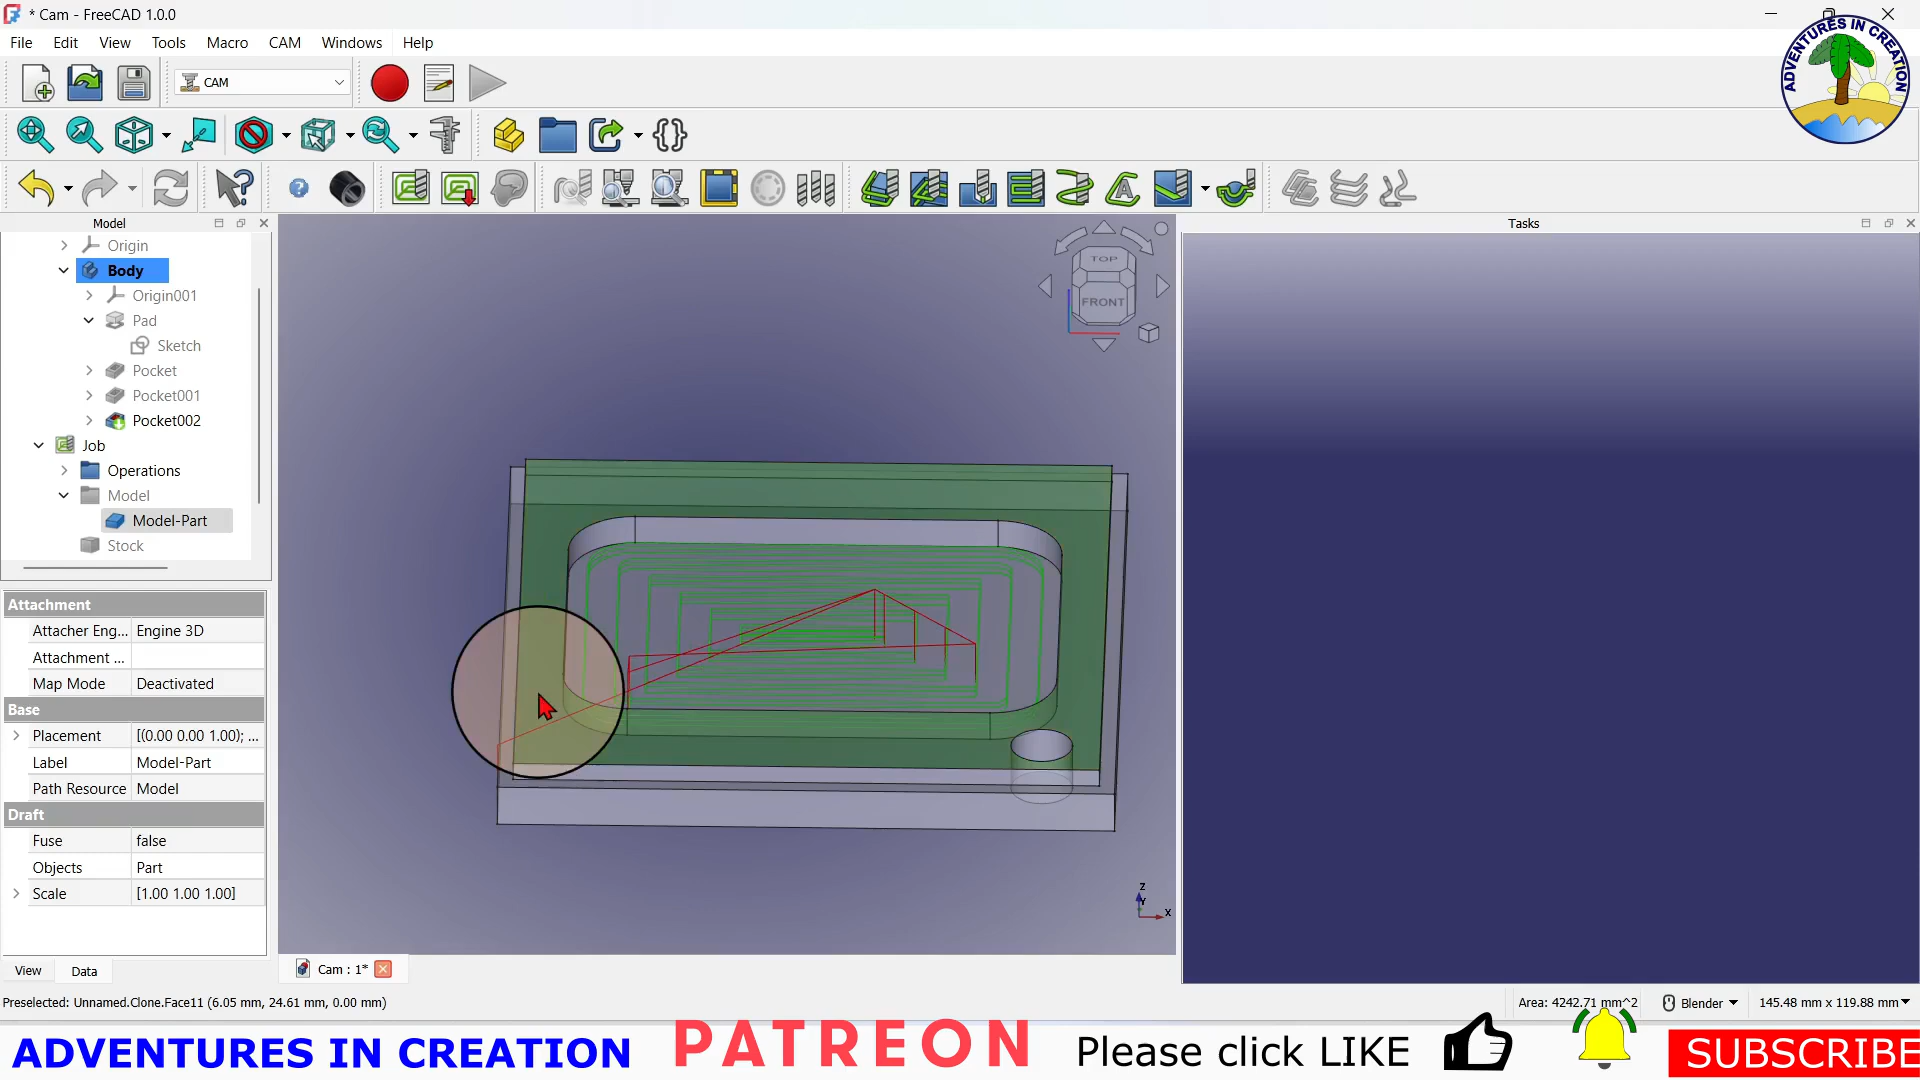 * Cam - FreeCAD 1.0.0
File Edit View Tools Macro CAM Windows Help
ADVENTURES IN CREATION
CAM
Model
Tasks
Origin
Body
Origin001
Pad
Sketch
Pocket
Pocket001
Pocket002
Job
Operations
Model
Model-Part
Stock
TOP
FRONT
Attachment
Attacher Eng... Engine 3D
Attachment ...
Map Mode Deactivated
Base
Placement [(0.00 0.00 1.00); ...
Label Model-Part
Path Resource Model
Draft
Fuse false
Objects Part
Scale [1.00 1.00 1.00]
Z
Y
X
View Data
Cam : 1*
Preselected: Unnamed.Clone.Face11 (6.05 mm, 24.61 mm, 0.00 mm)
Area: 4242.71 mm^2 Blender 145.48 mm x 119.88 mm
ADVENTURES IN CREATION PATREON Please click LIKE SUBSCRIBE